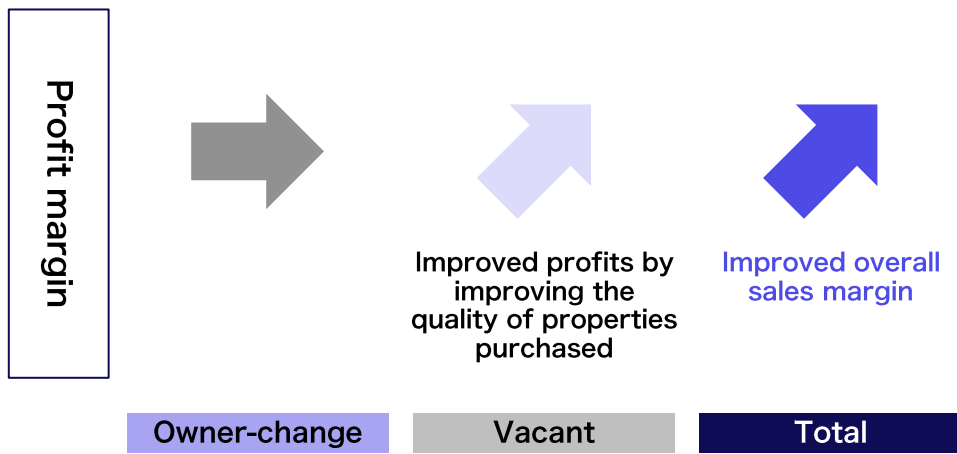 Profit margin
Improved profits by
improving the
quality of properties
purchased
Improved overall
sales margin
Owner-change
Vacant
Total